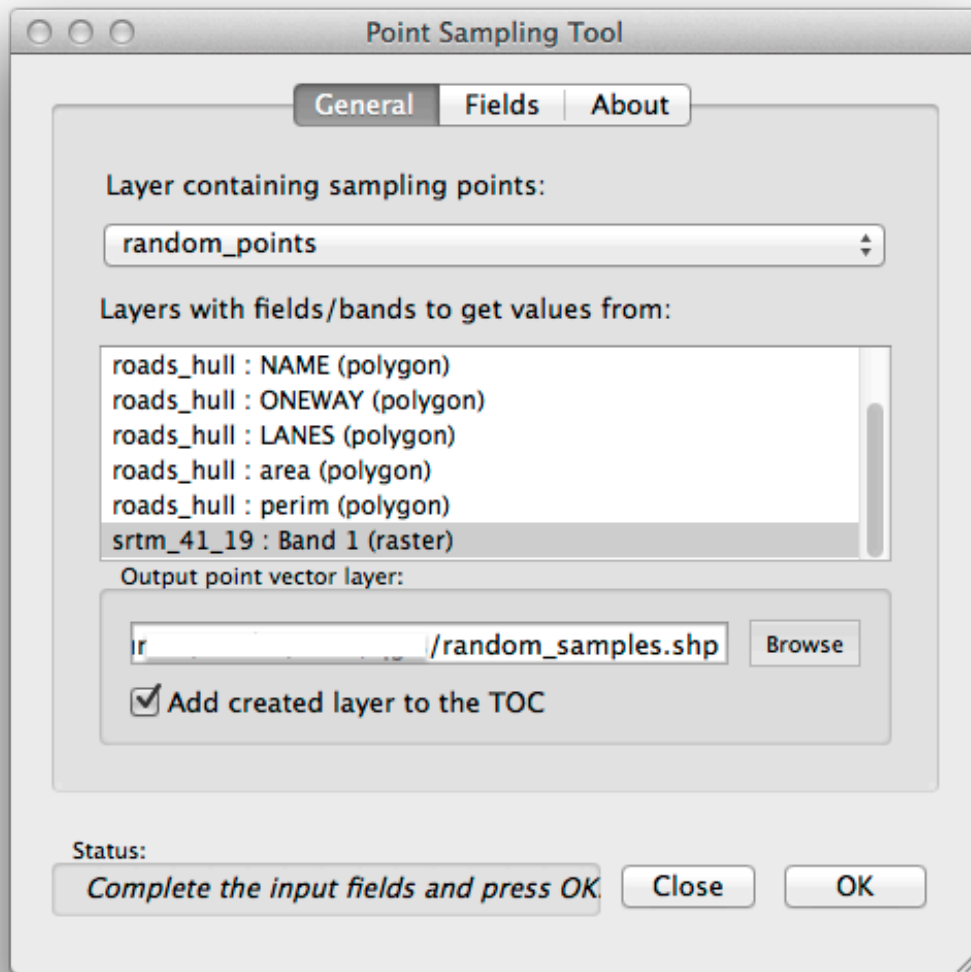 Point Sampling Tool
General Fields About
Layer containing sampling points:
random_points
Layers with fields/bands to get values from:
roads_hull : NAME (polygon)
roads_hull : ONEWAY (polygon)
roads_hull : LANES (polygon)
roads_hull : area (polygon)
roads_hull : perim (polygon)
srtm_41_19 : Band 1 (raster)
Output point vector layer:
/random_samples.shp Browse
Add created layer to the TOC
Status:
Complete the input fields and press OK. Close OK